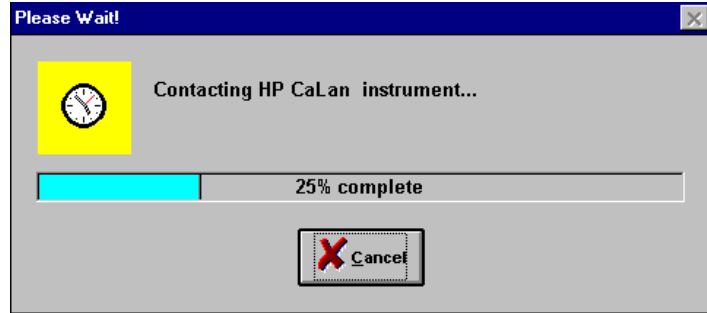 Please Wait!
Contacting HP CaLan instrument...
25% complete
Cancel